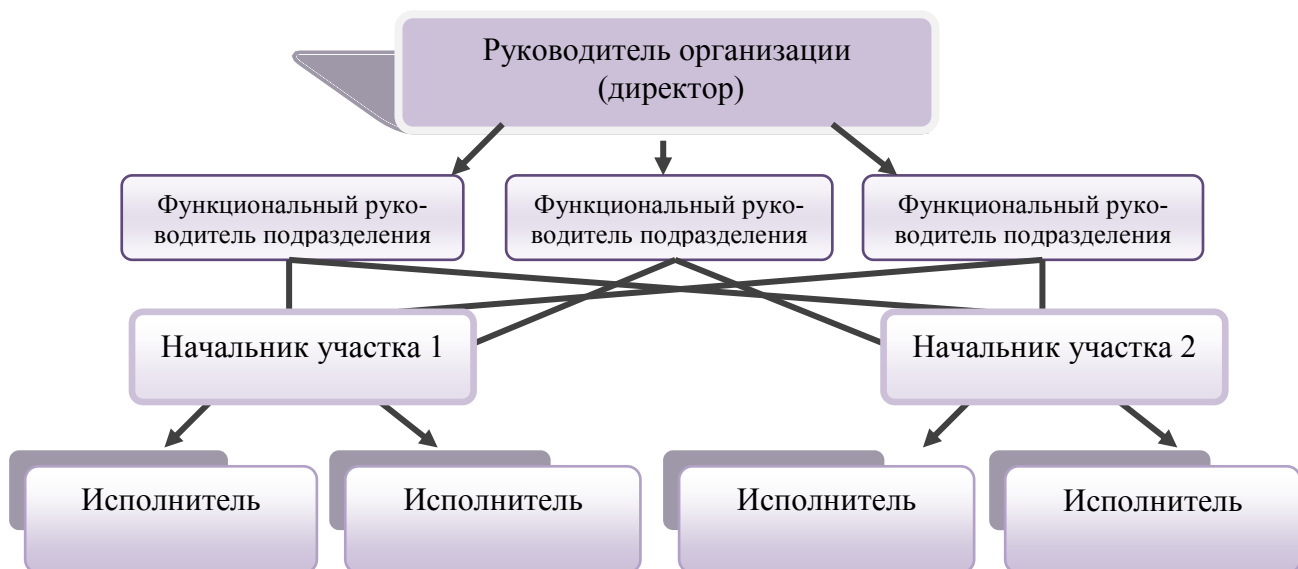 Руководитель организации
(директор)
Функциональный руко-
водитель подразделения
Функциональный руко-
водитель подразделения
Функциональный руко-
водитель подразделения
Начальник участка 1
Начальник участка 2
Исполнитель
Исполнитель
Исполнитель
Исполнитель